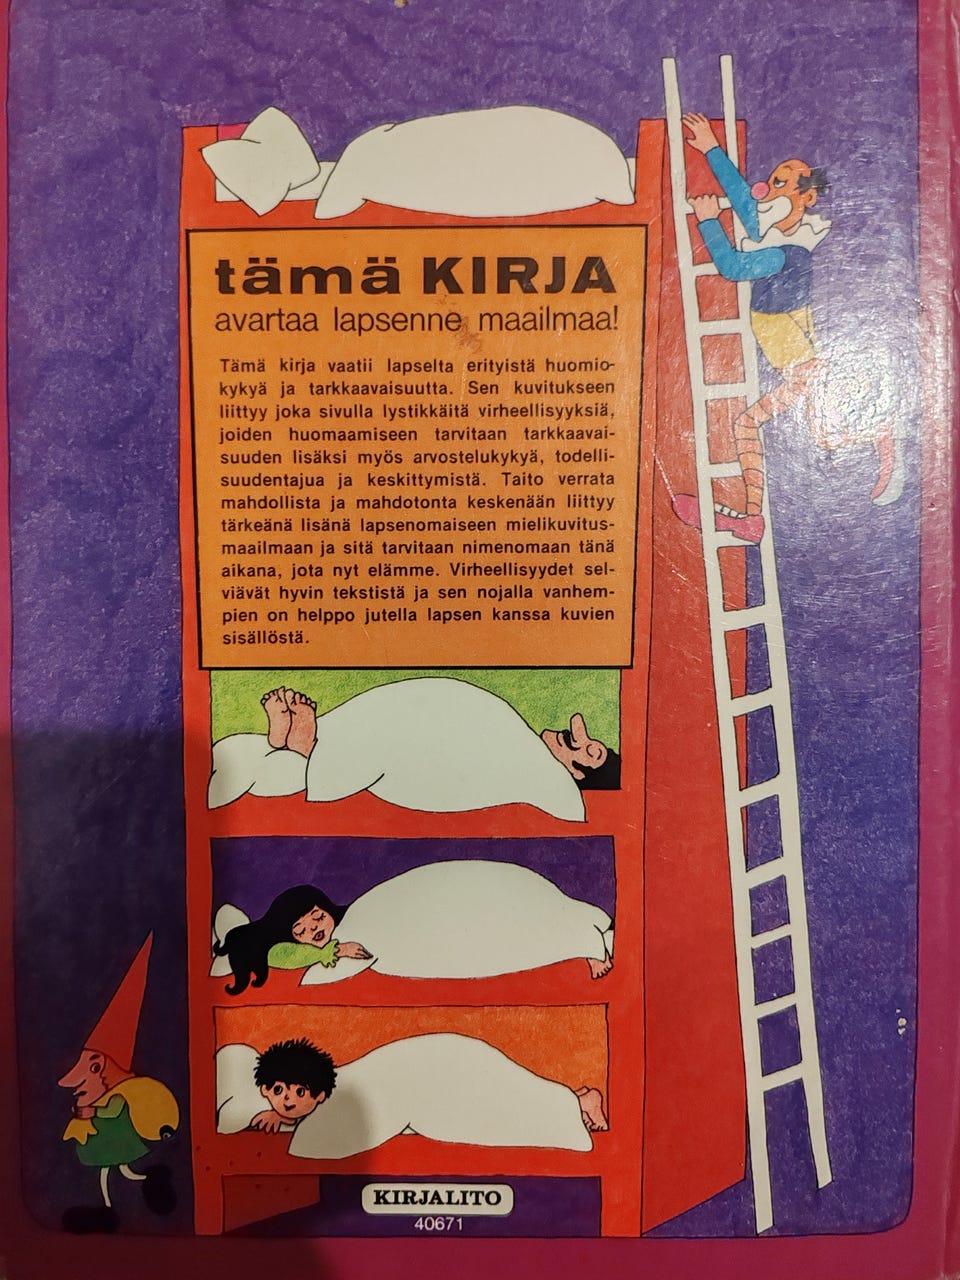 tämä KIRJA
avartaa lapsenne maailmaa!
Tämä kirja vaatii lapselta erityistä huomio-
kykyä ja tarkkaavaisuutta. Sen kuvitukseen
liittyy joka sivulla lystikkäitä virheellisyyksiä,
joiden huomaamiseen tarvitaan tarkkaavai-
suuden lisäksi myös arvostelukykyä, todelli-
suudentajua ja keskittymistä. Taito verrata
mahdollista ja mahdotonta keskenään liittyy
tärkeänä lisänä lapsenomaiseen mielikuvitus-
maailmaan ja sitä tarvitaan nimenomaan tänä
aikana, jota nyt elämme. Virheellisyydet sel-
viävät hyvin tekstistä ja sen nojalla vanhem-
pien on helppo jutella lapsen kanssa kuvien
sisällöstä.
KIRJALITO
40671